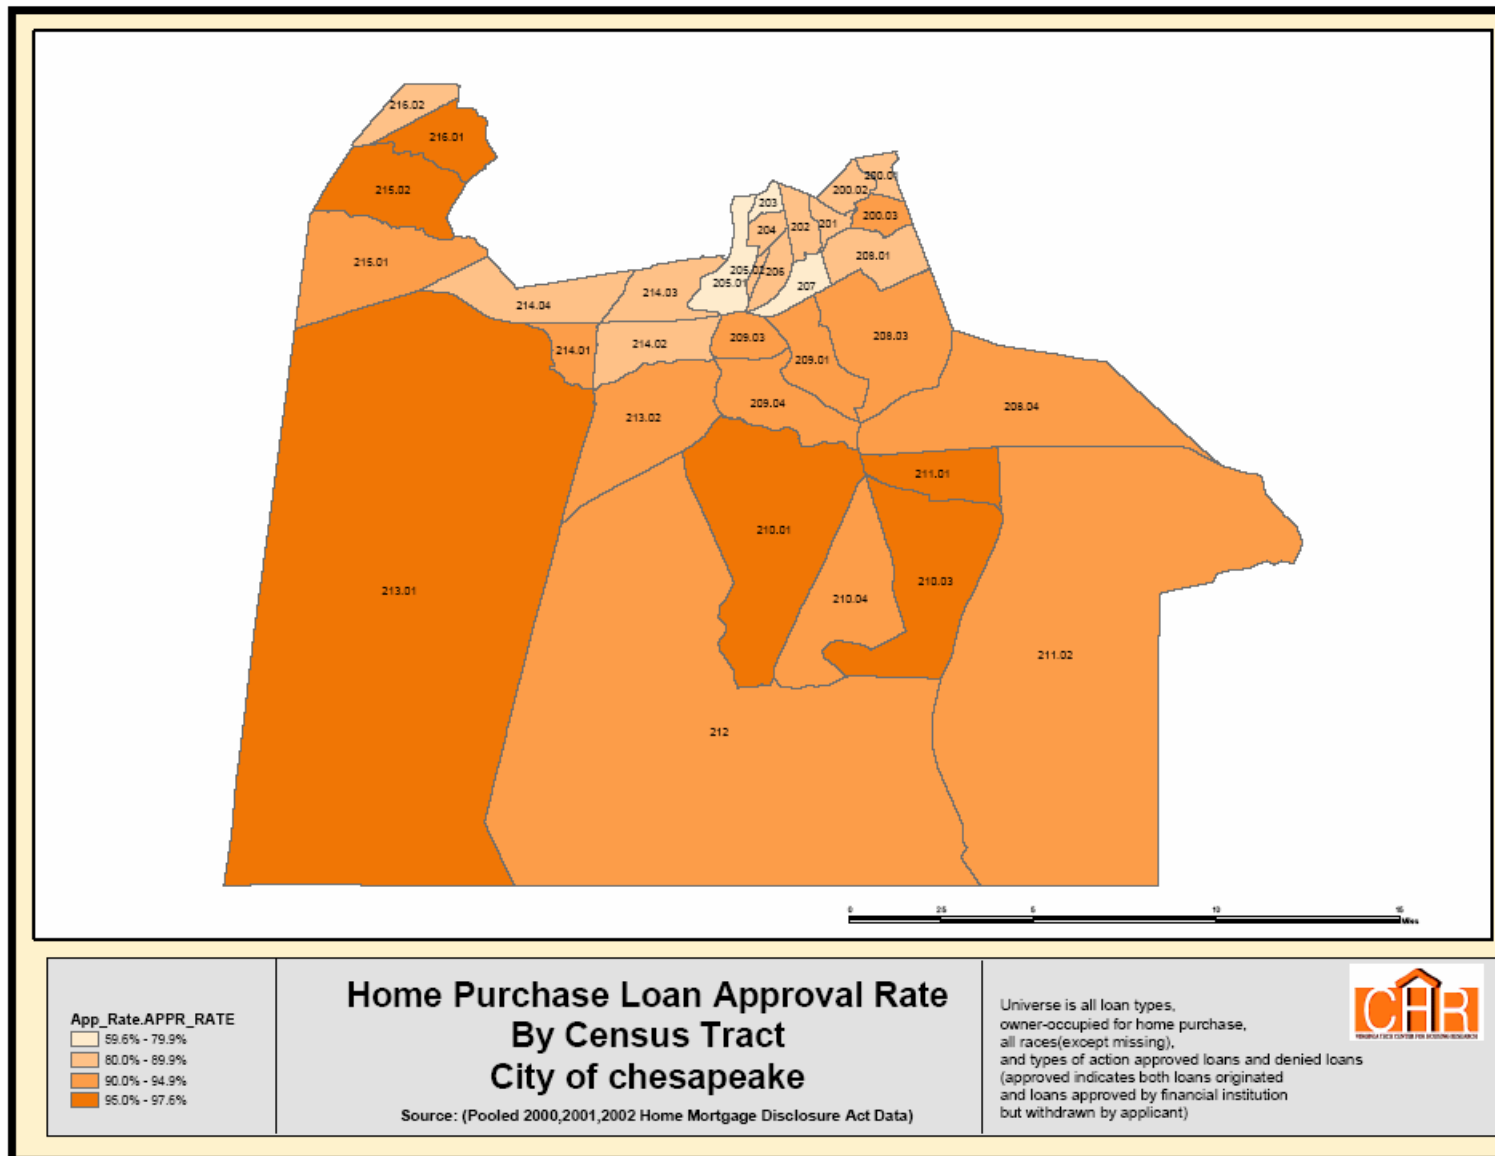 216.02
216.01
215.02
215.01
214.04
214.03
214.01
214.02
213.02
213.01
200.01
200.02
200.03
203
204
202
201
205.02
206
205.01
207
208.01
208.03
209.03
209.01
209.04
208.04
211.01
210.01
210.03
210.04
211.02
212
0 2.5 5 10 15
Miles
App_Rate.APPR_RATE
59.6% - 79.9%
80.0% - 89.9%
90.0% - 94.9%
95.0% - 97.6%
Home Purchase Loan Approval Rate
By Census Tract
City of chesapeake
Source: (Pooled 2000,2001,2002 Home Mortgage Disclosure Act Data)
Universe is all loan types,
owner-occupied for home purchase,
all races(except missing),
and types of action approved loans and denied loans
(approved indicates both loans originated
and loans approved by financial institution
but withdrawn by applicant)
CHR
VIRGINIA TECH CENTER FOR HOUSING RESEARCH